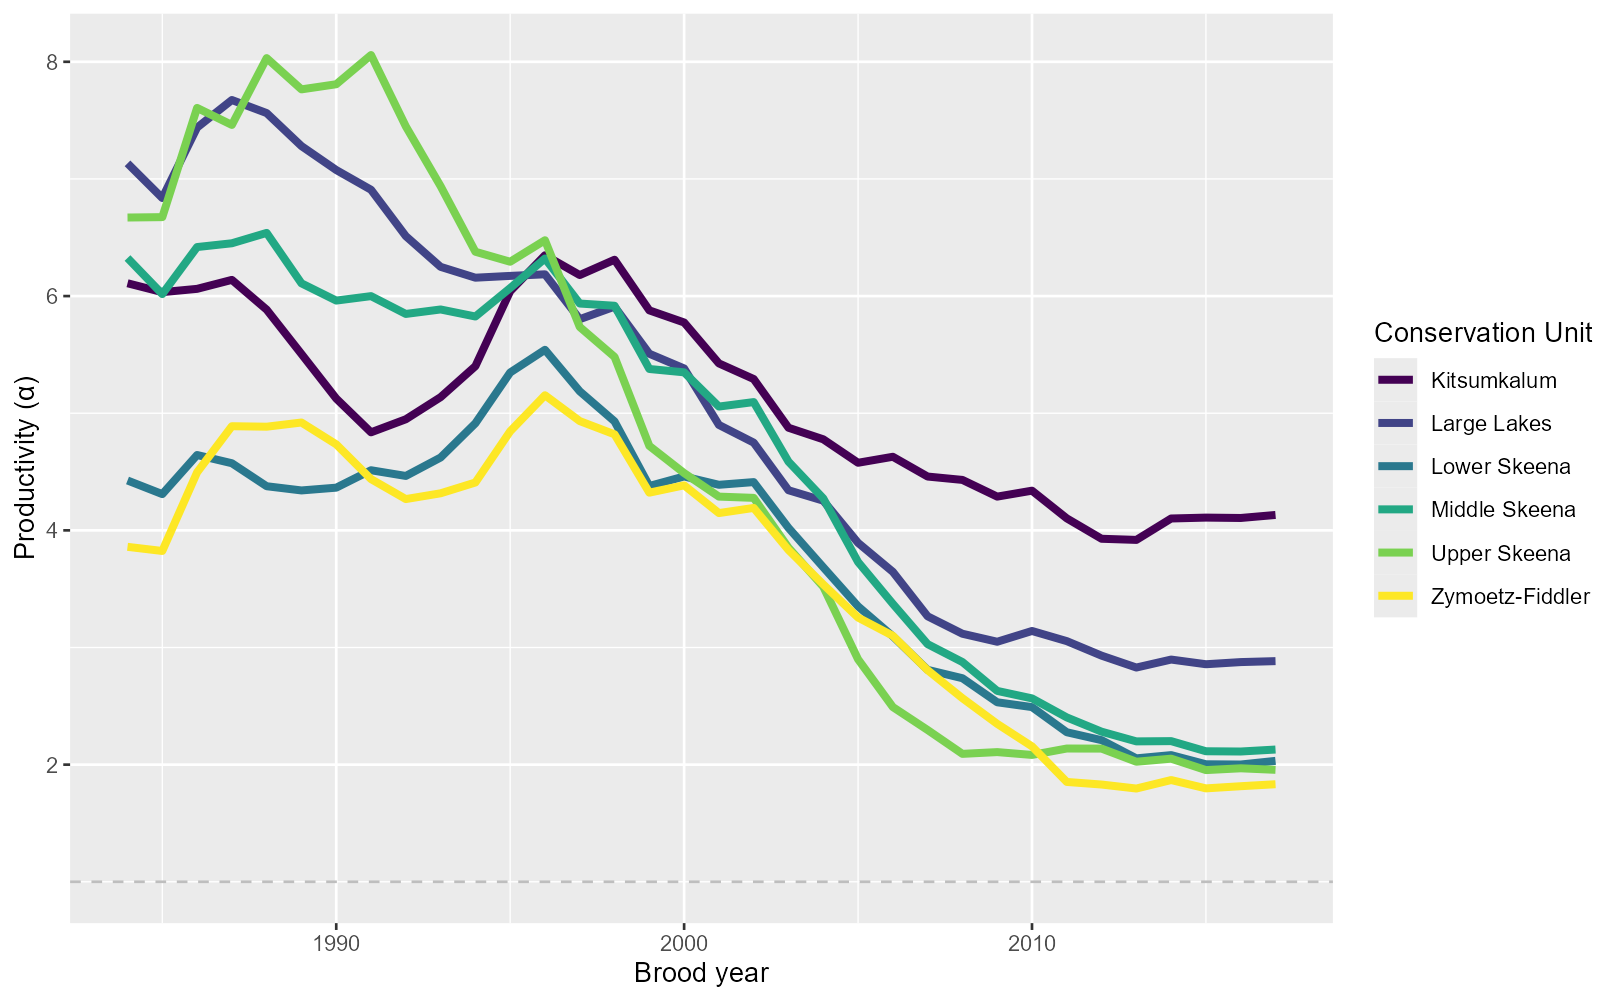 8
6
4
2
Productivity (α)
1990
2000
2010
Brood year
Conservation Unit
Kitsumkalum
Large Lakes
Lower Skeena
Middle Skeena
Upper Skeena
Zymoetz-Fiddler